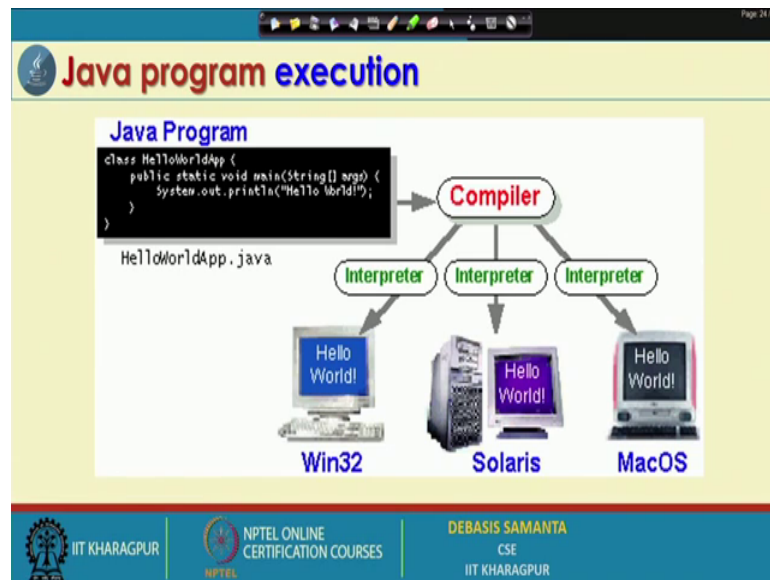 Page: 24/
Java program execution
Java Program
class HelloWorldApp {
public static void main(String[] args) {
System.out.println("Hello World!");
}
}
HelloWorldApp.java
Compiler
Interpreter
Interpreter
Interpreter
Hello
World!
Hello
World!
Hello
World!
Win32
Solaris
MacOS
IIT KHARAGPUR
NPTEL
NPTEL ONLINE
CERTIFICATION COURSES
DEBASIS SAMANTA
CSE
IIT KHARAGPUR